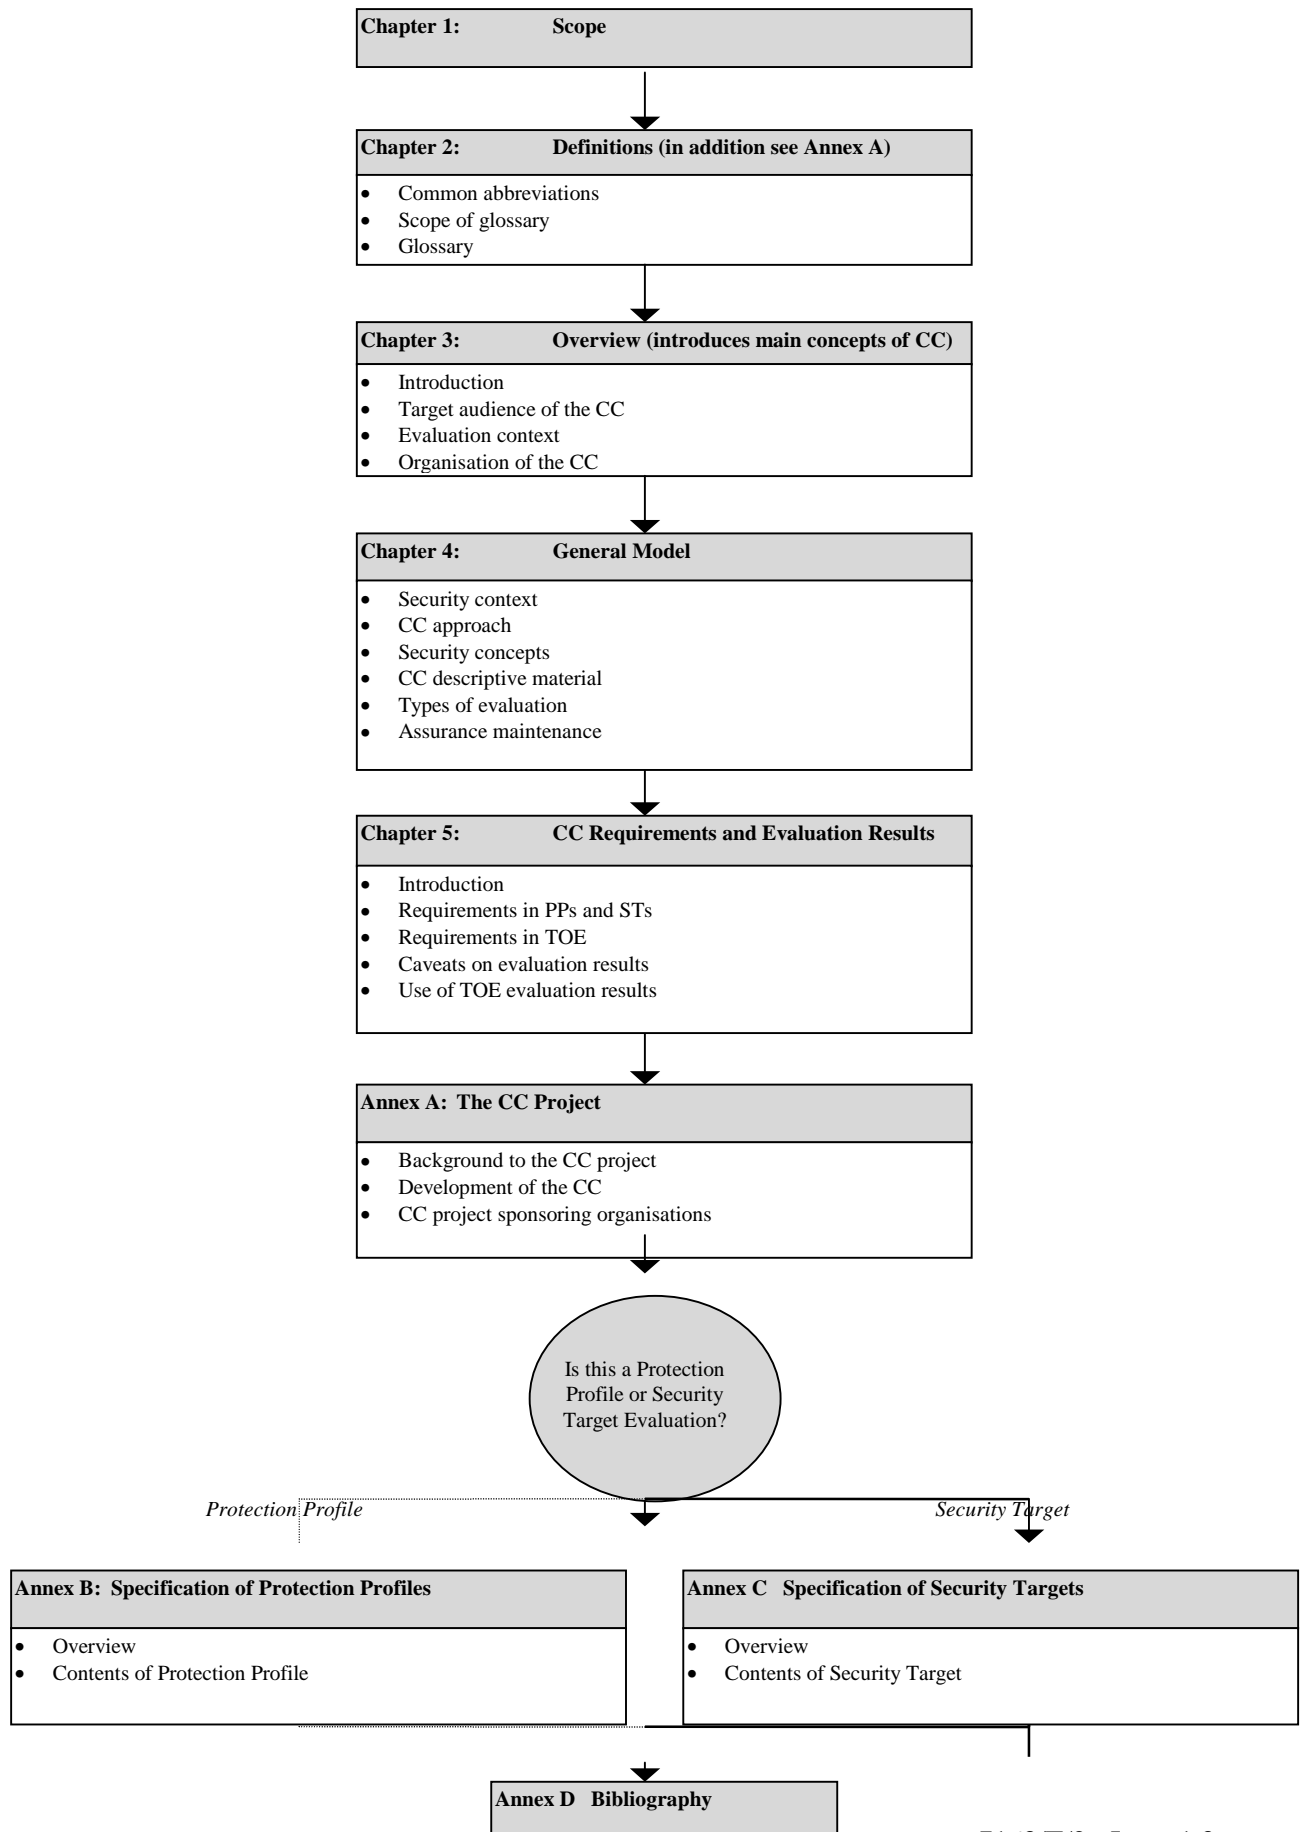 Chapter 1: Scope
Chapter 2: Definitions (in addition see Annex A)
• Common abbreviations
• Scope of glossary
• Glossary
Chapter 3: Overview (introduces main concepts of CC)
• Introduction
• Target audience of the CC
• Evaluation context
• Organisation of the CC
Chapter 4: General Model
• Security context
• CC approach
• Security concepts
• CC descriptive material
• Types of evaluation
• Assurance maintenance
Chapter 5: CC Requirements and Evaluation Results
• Introduction
• Requirements in PPs and STs
• Requirements in TOE
• Caveats on evaluation results
• Use of TOE evaluation results
Annex A: The CC Project
• Background to the CC project
• Development of the CC
• CC project sponsoring organisations
Is this a Protection
Profile or Security
Target Evaluation?
Protection Profile
Security Target
Annex B: Specification of Protection Profiles
• Overview
• Contents of Protection Profile
Annex C Specification of Security Targets
• Overview
• Contents of Security Target
Annex D Bibliography